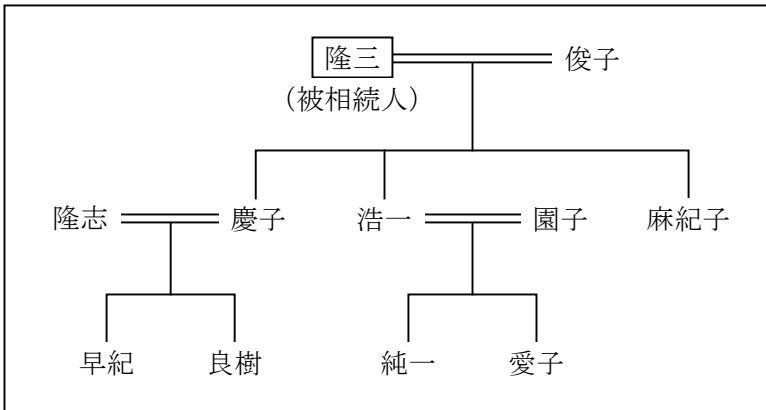 隆三 俊子
(被相続人)
隆志 慶子 浩一 園子 麻紀子
早紀 良樹 純一 愛子